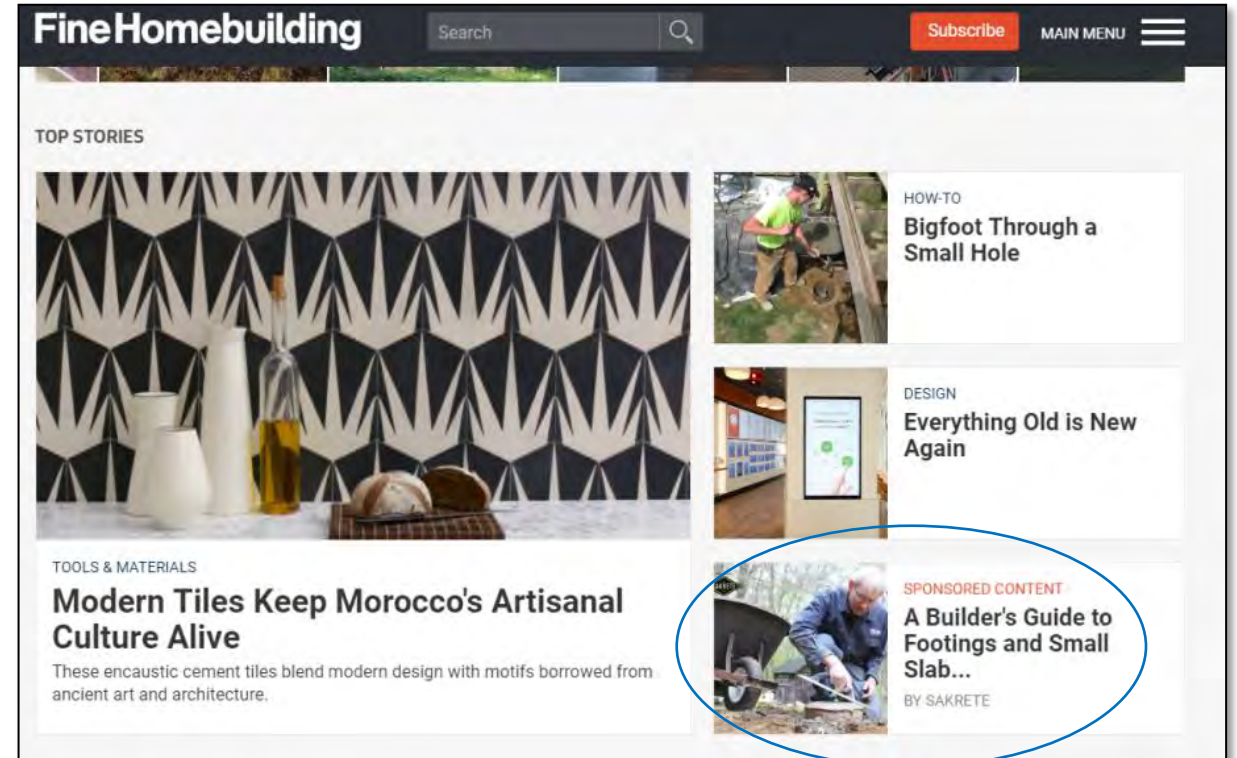 FineHomebuilding
Search
Subscribe
MAIN MENU
TOP STORIES
TOOLS & MATERIALS
Modern Tiles Keep Morocco's Artisanal
Culture Alive
These encaustic cement tiles blend modern design with motifs borrowed from
ancient art and architecture.
HOW-TO
Bigfoot Through a
Small Hole
DESIGN
Everything Old is New
Again
SAKRETE
SPONSORED CONTENT
A Builder's Guide to
Footings and Small
Slab...
BY SAKRETE